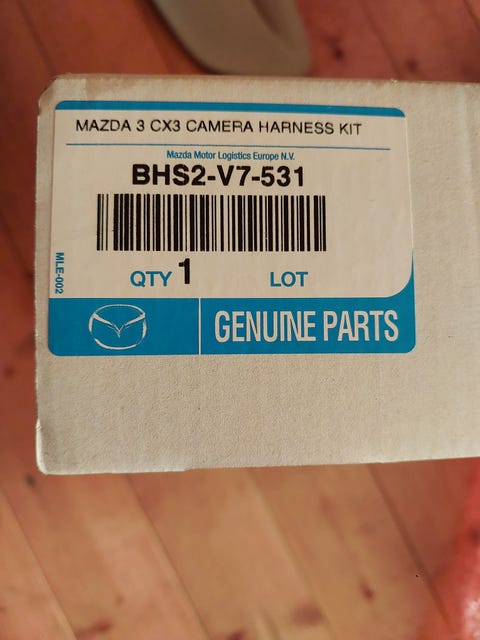 MAZDA 3 CX3 CAMERA HARNESS KIT
Mazda Motor Logistics Europe N.V.
BHS2-V7-531
QTY 1 LOT
MLE-002
GENUINE PARTS